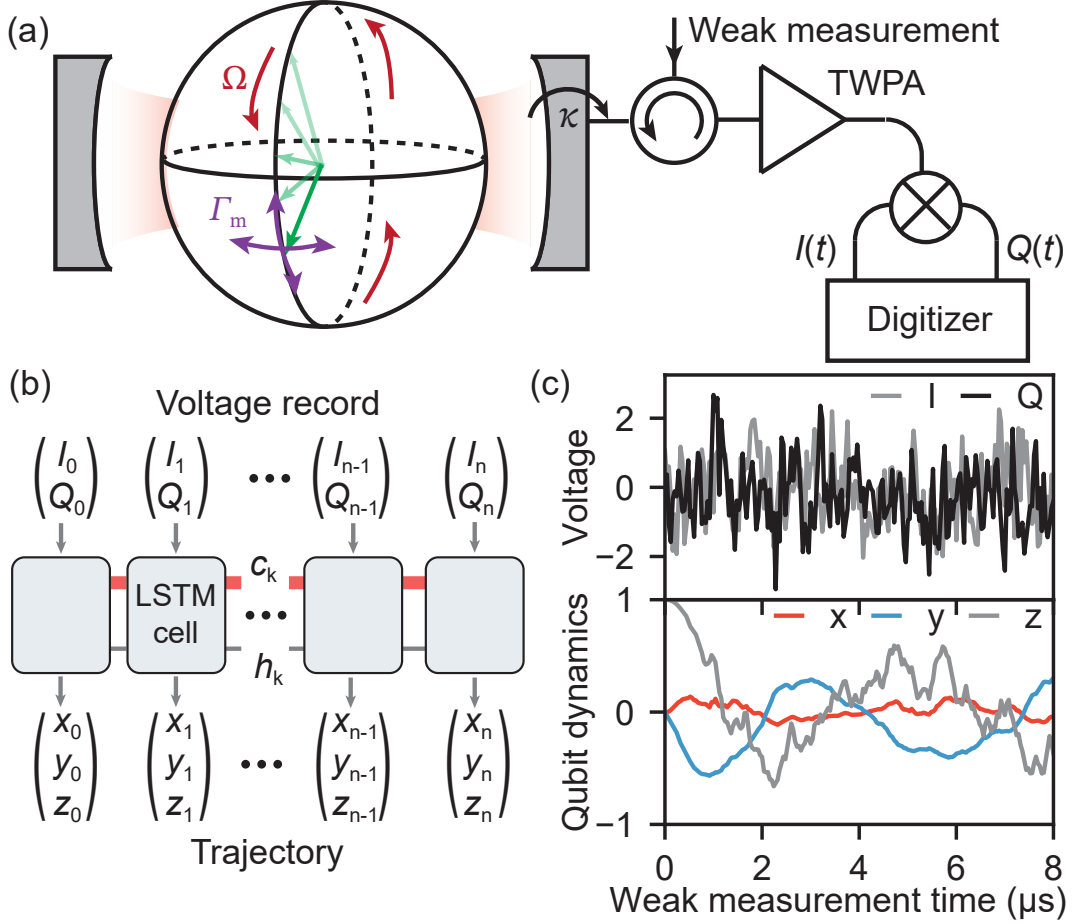 (a)
Weak measurement
TWPA
Ω
κ
Γm
I(t)
Q(t)
Digitizer
(b)
Voltage record
I0 I1 In-1 In
Q0 Q1 ••• Qn-1 Qn
ck
LSTM
cell
•••
hk
x0 x1 xn-1 xn
y0 y1 ••• yn-1 yn
z0 z1 zn-1 zn
Trajectory
(c)
I Q
Voltage
2
0
−2
x y z
Qubit dynamics
1
0
−1
0 2 4 6 8
Weak measurement time (μs)